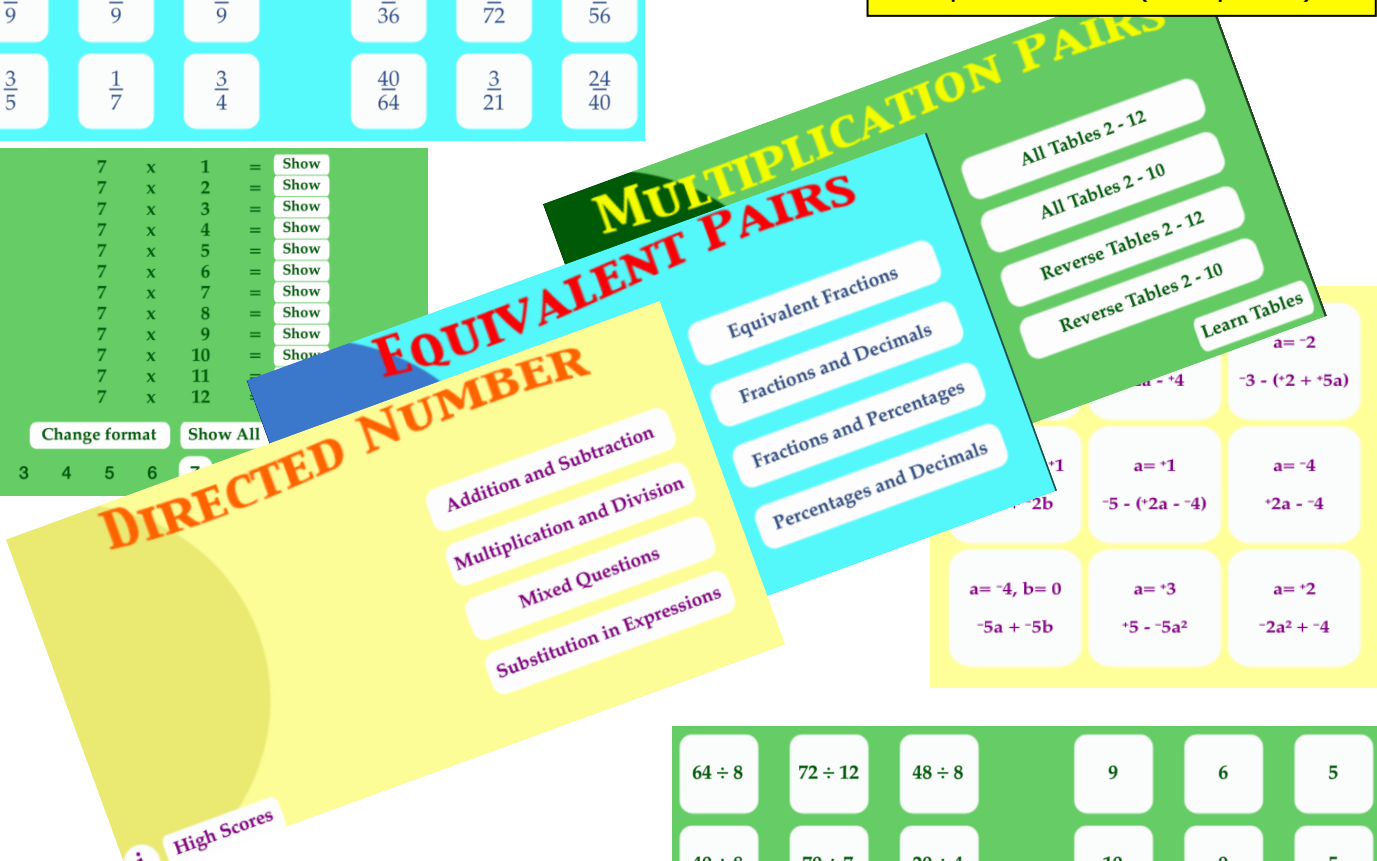 9 9 9 36 72 56
3 1 3 40 3 24
5 7 4 64 21 40
7 x 1 = Show
7 x 2 = Show
7 x 3 = Show
7 x 4 = Show
7 x 5 = Show
7 x 6 = Show
7 x 7 = Show
7 x 8 = Show
7 x 9 = Show
7 x 10 = Show
7 x 11 =
7 x 12
Change format Show All
3 4 5 6
MULTIPLICATION PAIRS
All Tables 2 - 12
All Tables 2 - 10
Reverse Tables 2 - 12
Reverse Tables 2 - 10
Learn Tables
EQUIVALENT PAIRS
Equivalent Fractions
Fractions and Decimals
Fractions and Percentages
Percentages and Decimals
DIRECTED NUMBER
Addition and Subtraction
Multiplication and Division
Mixed Questions
Substitution in Expressions
High Scores
i
a= ⁻2
- ⁺4 ⁻3 - (⁺2 + ⁺5a)
⁺1 a= ⁺1 a= ⁻4
⁻2b ⁻5 - (⁺2a - ⁻4) ⁺2a - ⁻4
a= ⁻4, b= 0 a= ⁺3 a= ⁺2
⁻5a + ⁻5b ⁺5 - ⁻5a² ⁻2a² + ⁻4
64 ÷ 8 72 ÷ 12 48 ÷ 8 9 6 5